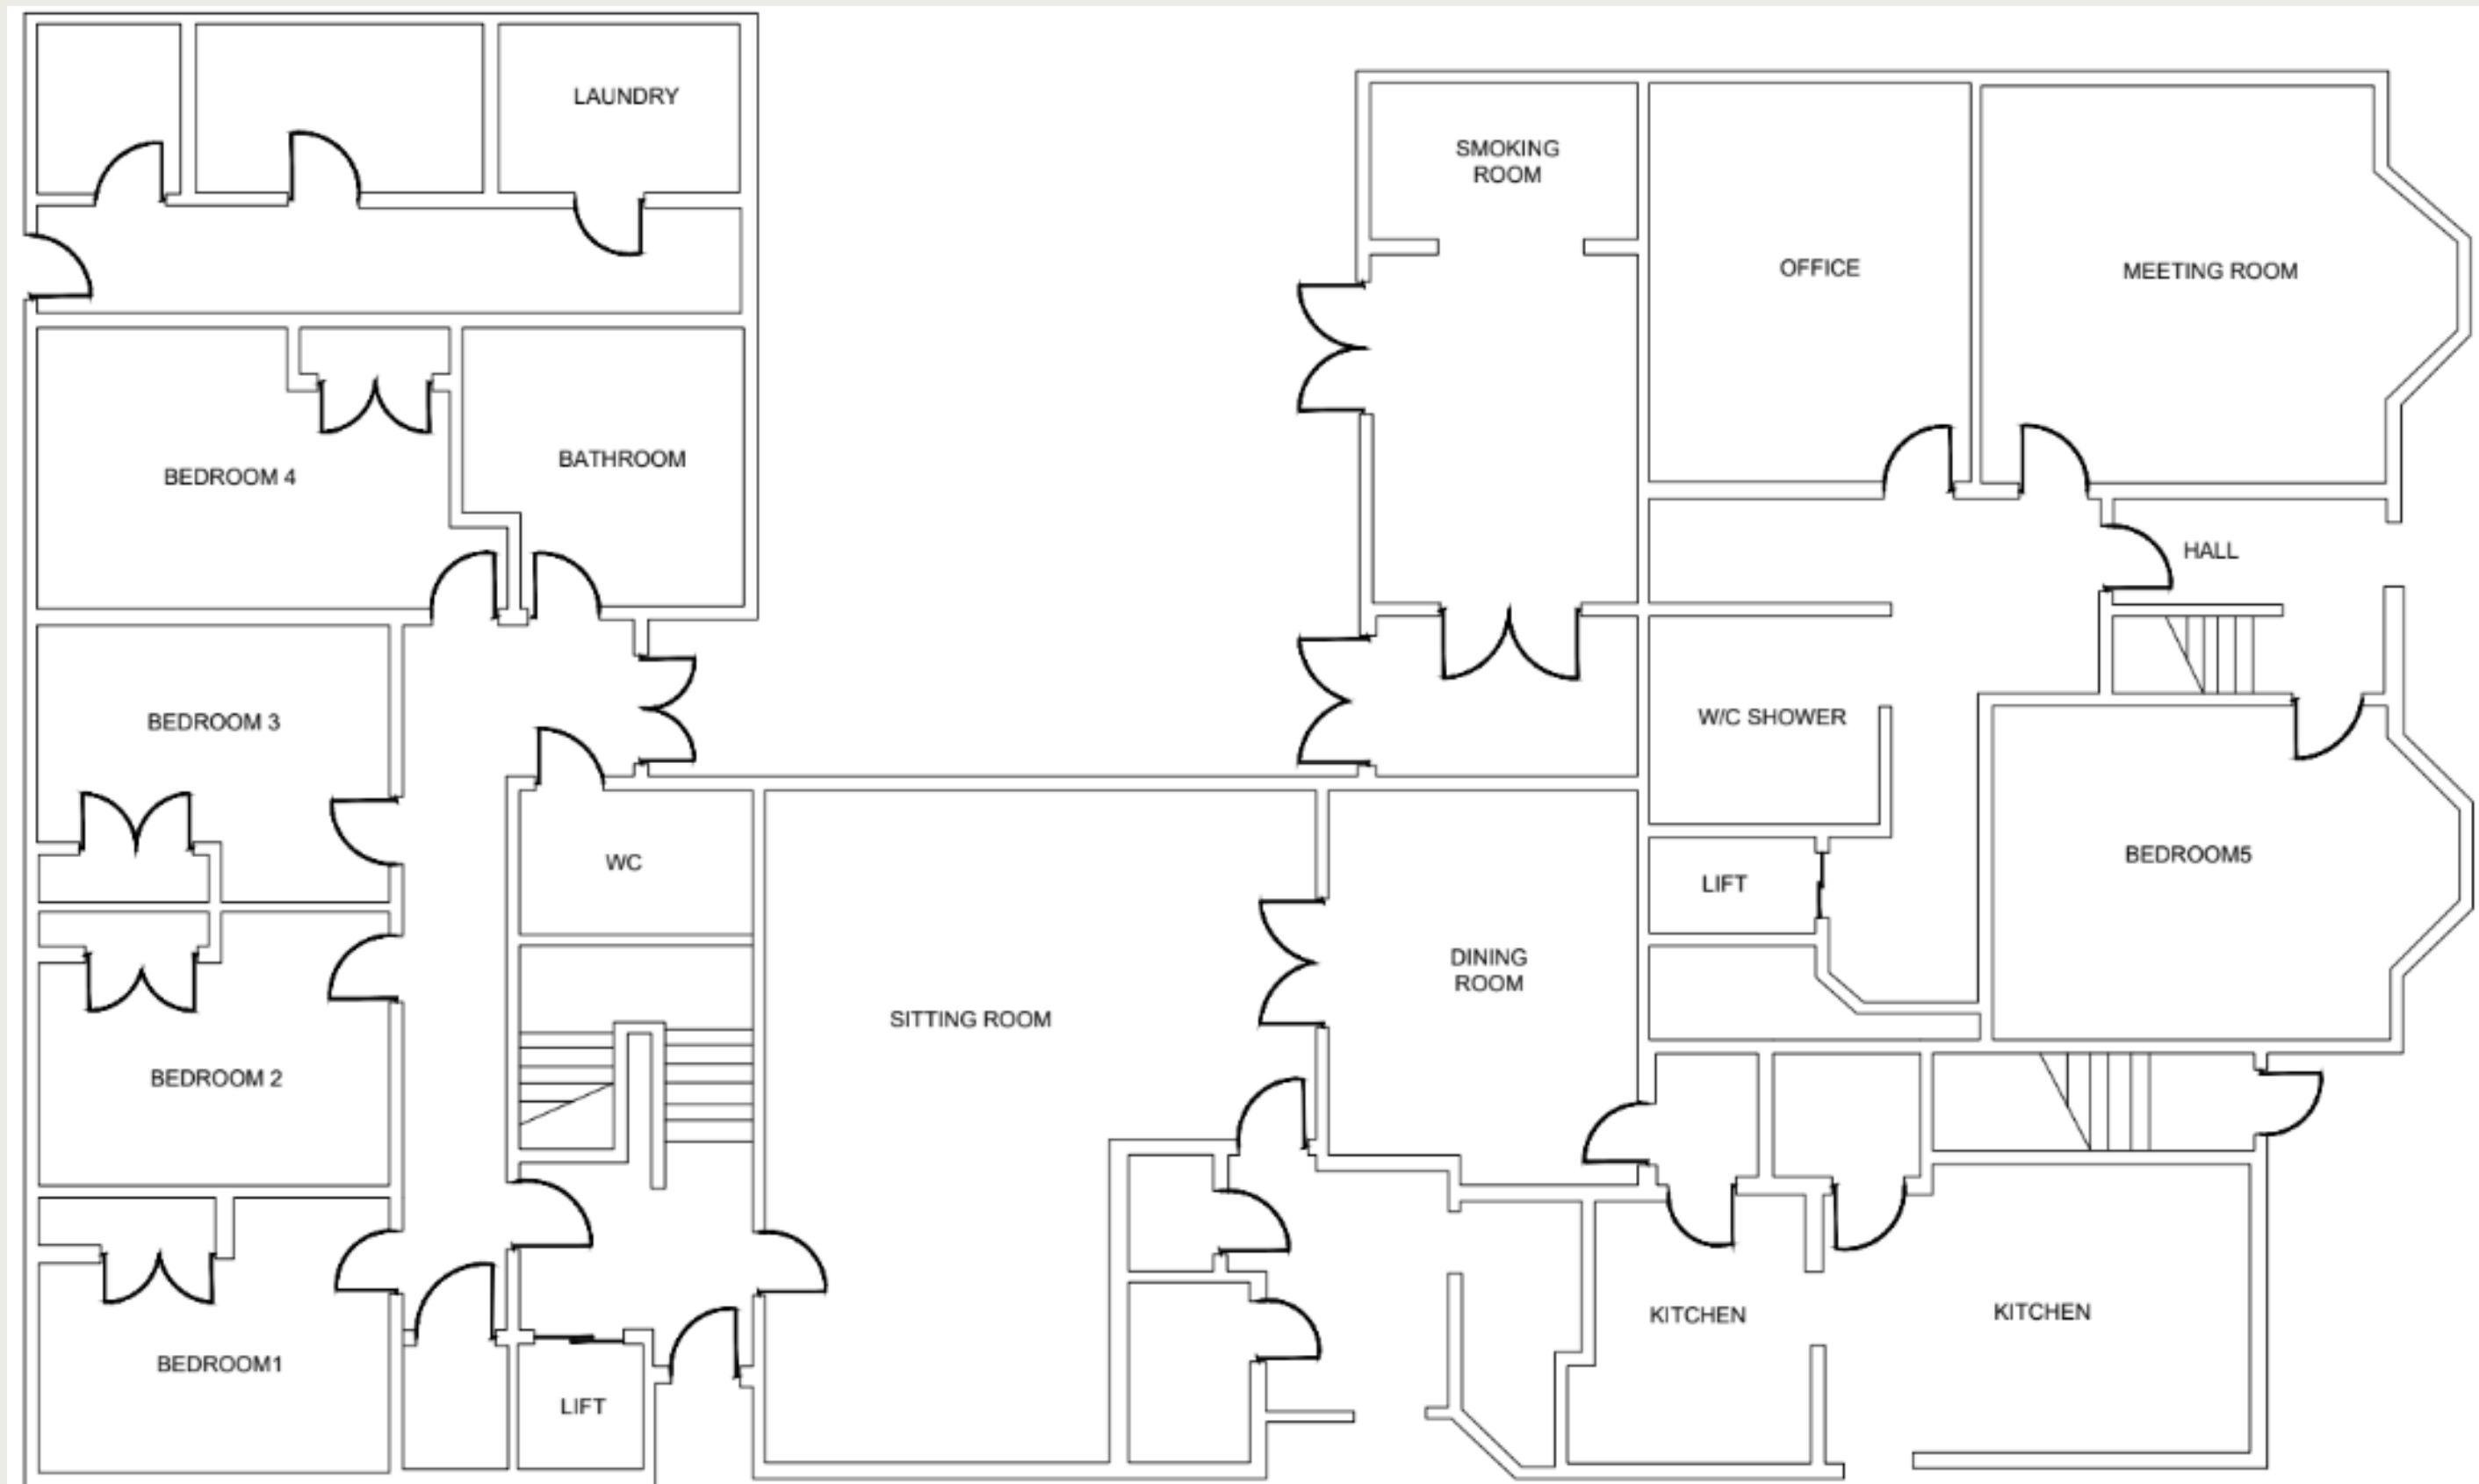 LAUNDRY
SMOKING
ROOM
OFFICE
MEETING ROOM
BEDROOM 4
BATHROOM
HALL
BEDROOM 3
W/C SHOWER
WC
LIFT
BEDROOM5
DINING
ROOM
SITTING ROOM
BEDROOM 2
KITCHEN
KITCHEN
BEDROOM1
LIFT